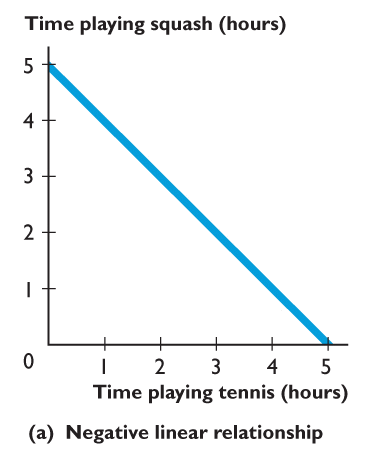 Time playing squash (hours)
5
4
3
2
1
0
1 2 3 4 5
Time playing tennis (hours)
(a) Negative linear relationship